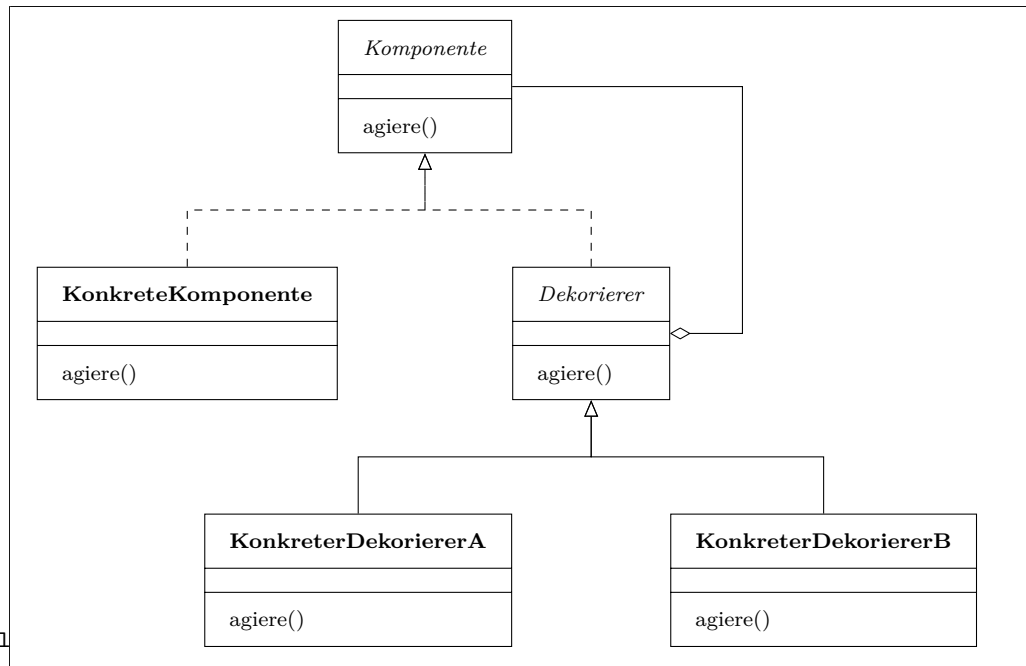 Komponente
agiere()
KonkreteKomponente
Dekorierer
agiere()
agiere()
KonkreterDekoriererA
KonkreterDekoriererB
agiere()
agiere()